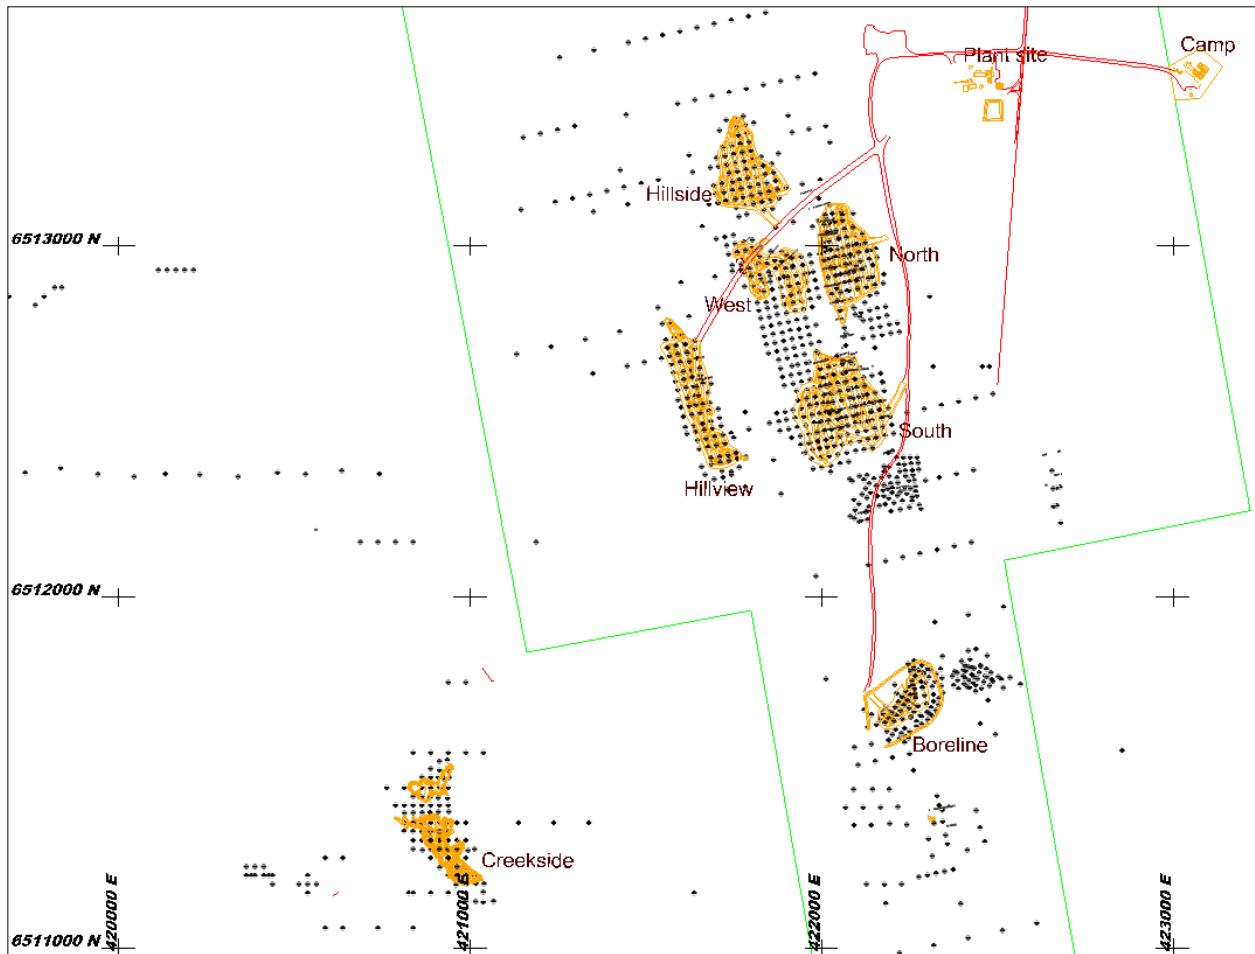 Camp
Plant site
Hillside
6513000 N
North
West
South
Hillview
6512000 N
Boreline
Creekside
6511000 N
420000 E
421000 E
422000 E
423000 E